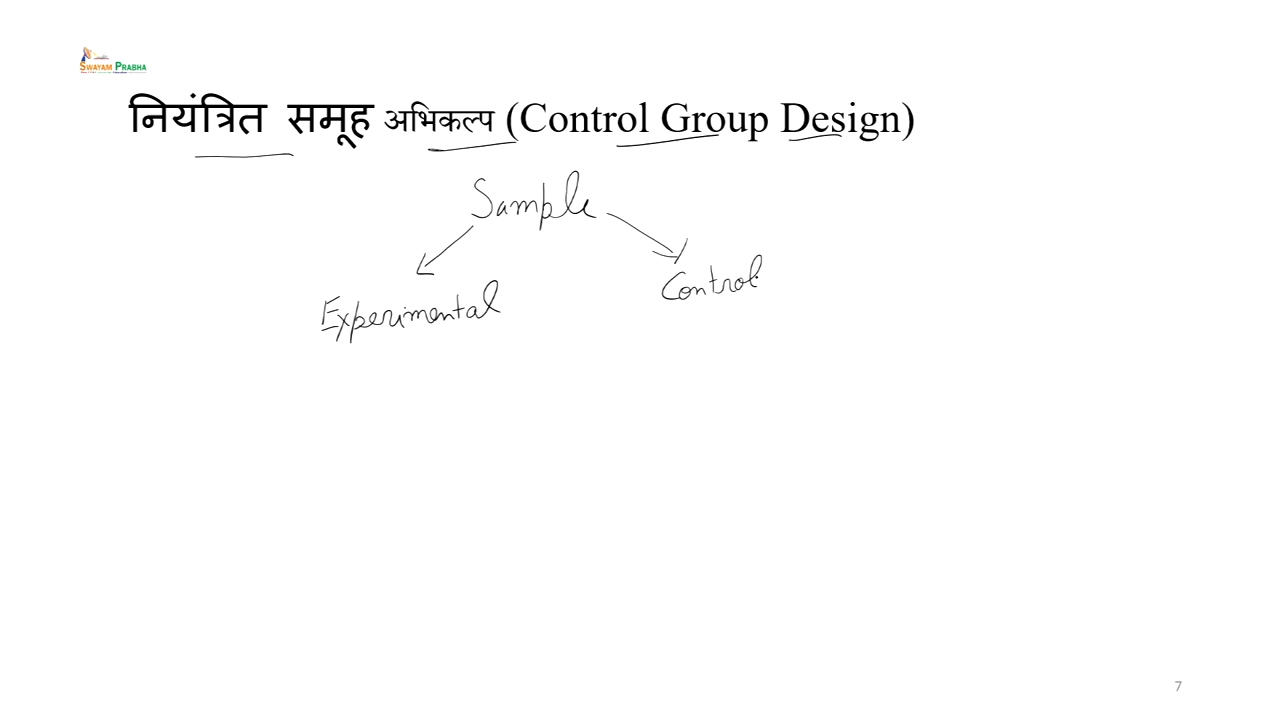 SWAYAM PRABHA
नियंत्रित समूह अभिकल्प (Control Group Design)
Sample
Experimental
Control
7